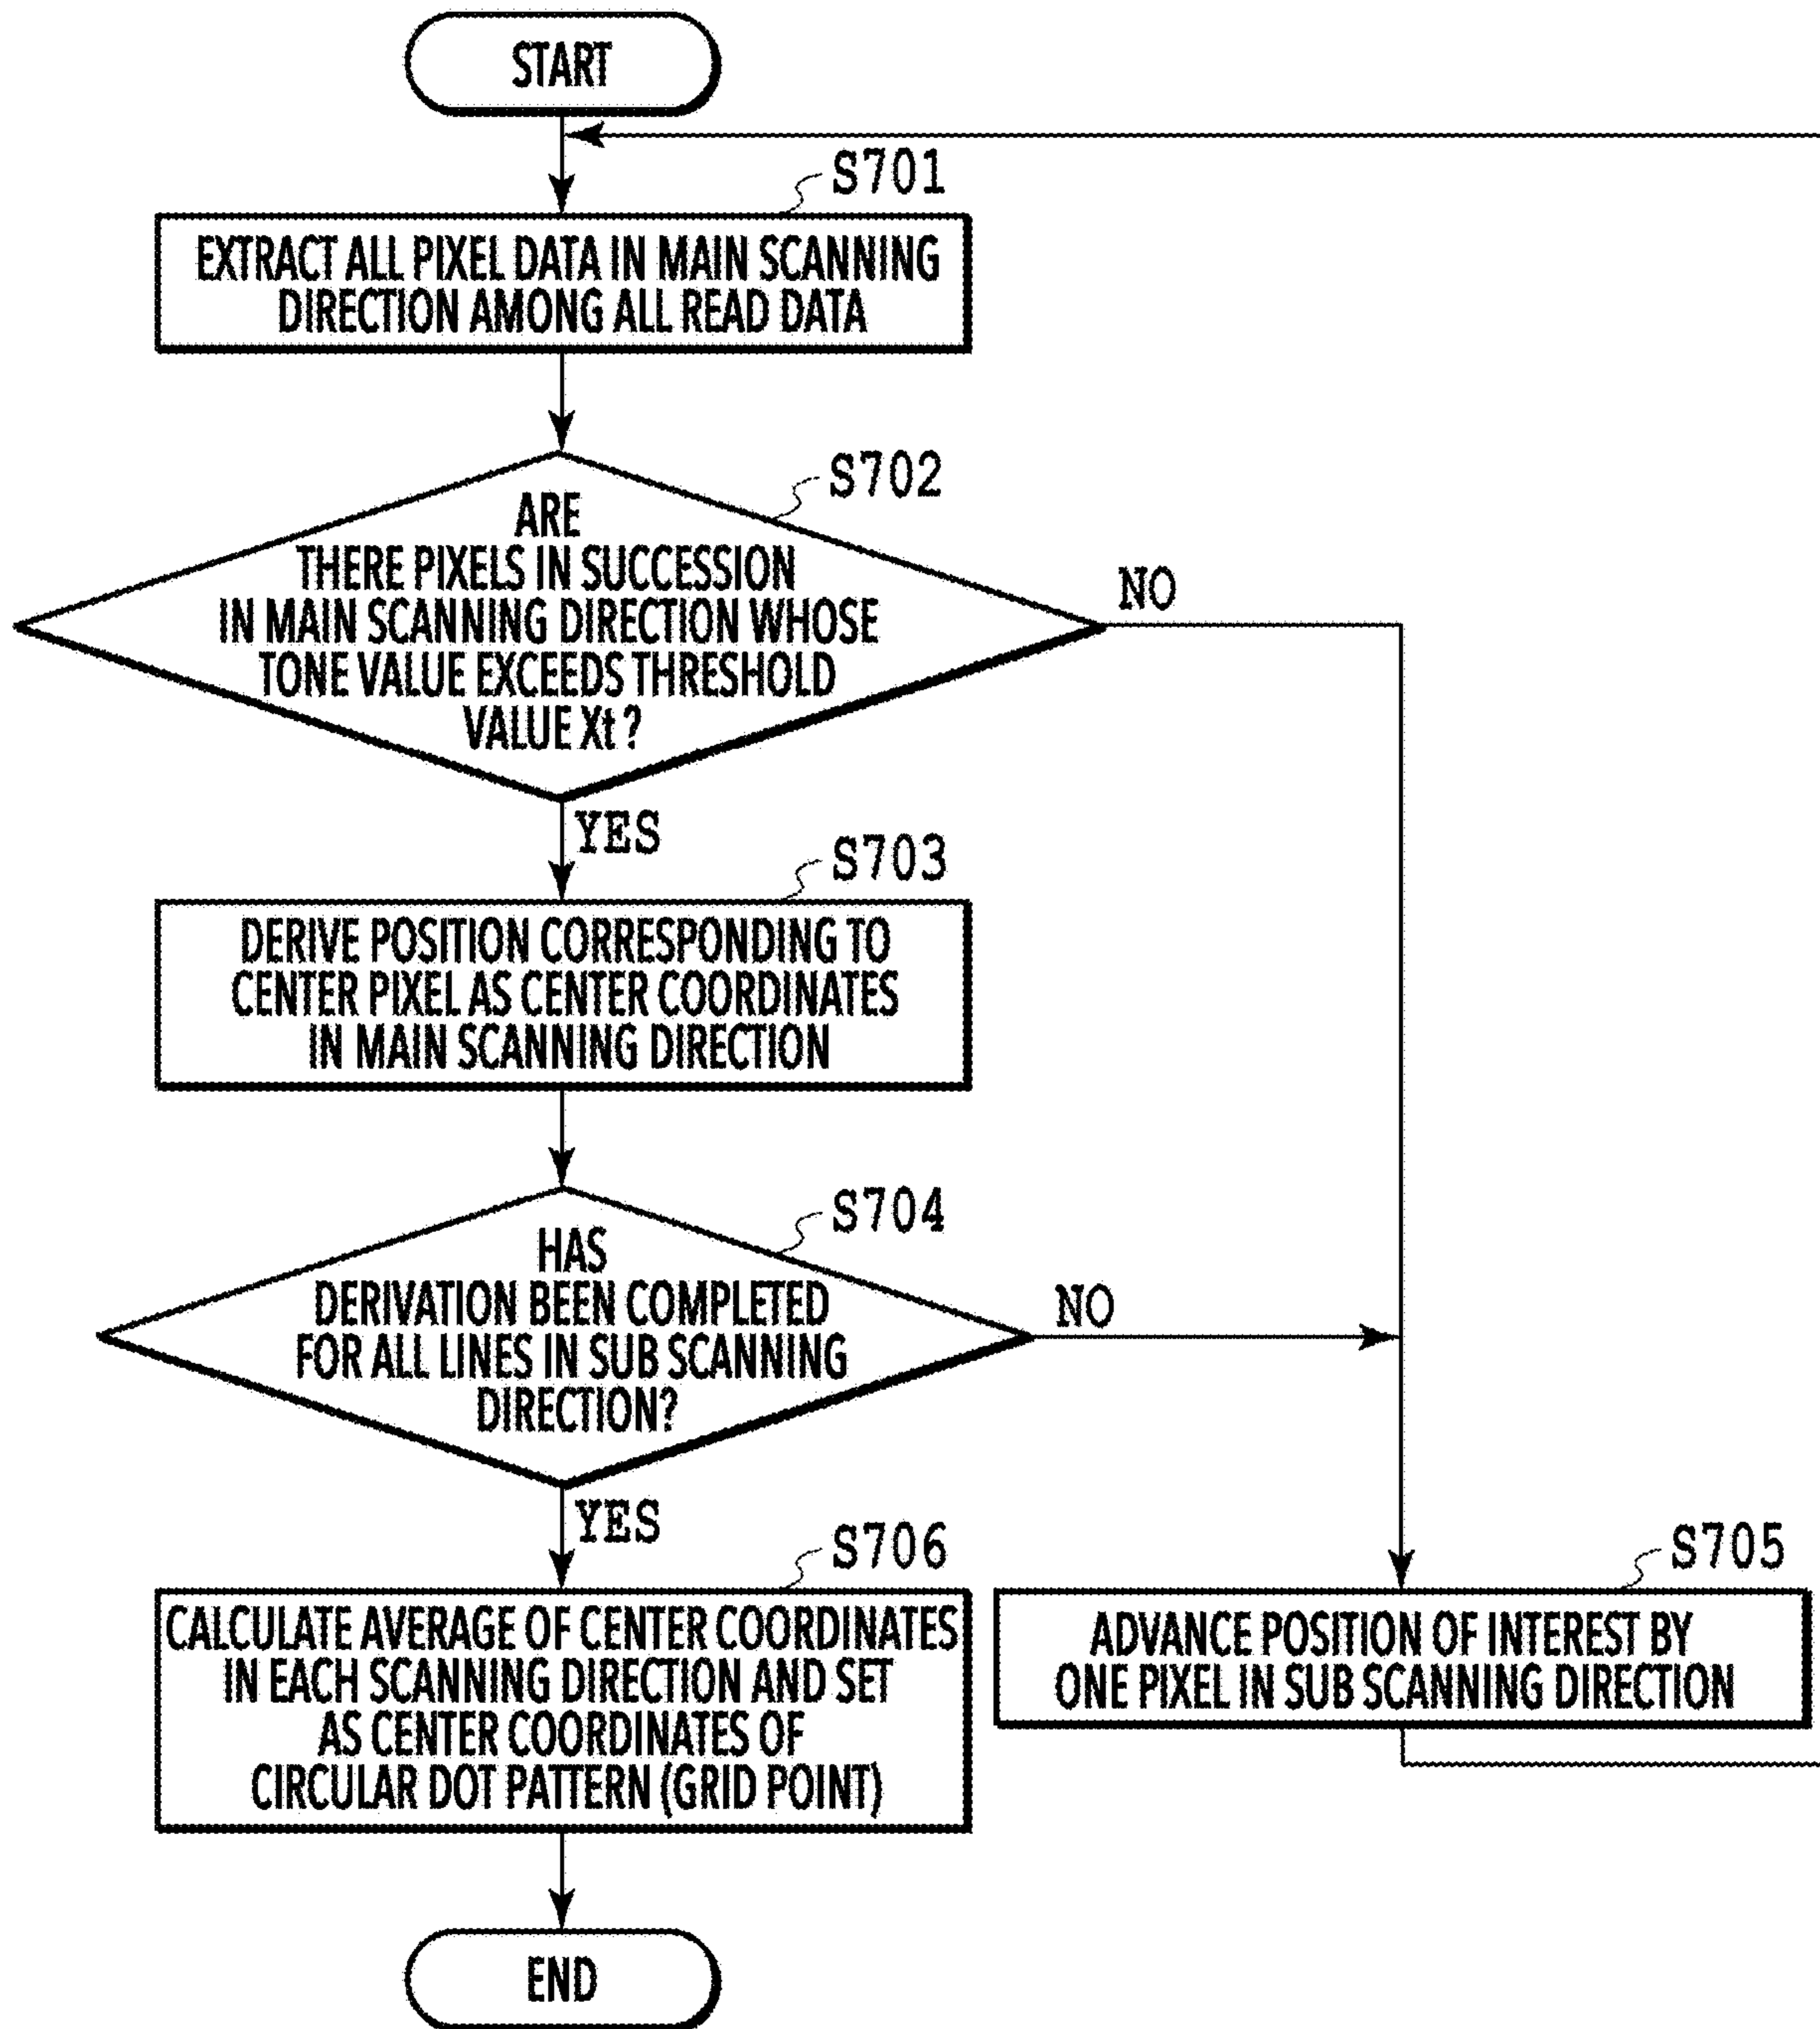 START
S701
EXTRACT ALL PIXEL DATA IN MAIN SCANNING
DIRECTION AMONG ALL READ DATA
S702
ARE
THERE PIXELS IN SUCCESSION
IN MAIN SCANNING DIRECTION WHOSE
TONE VALUE EXCEEDS THRESHOLD
VALUE Xt ?
NO
YES
S703
DERIVE POSITION CORRESPONDING TO
CENTER PIXEL AS CENTER COORDINATES
IN MAIN SCANNING DIRECTION
S704
HAS
DERIVATION BEEN COMPLETED
FOR ALL LINES IN SUB SCANNING
DIRECTION?
NO
YES
S706
CALCULATE AVERAGE OF CENTER COORDINATES
IN EACH SCANNING DIRECTION AND SET
AS CENTER COORDINATES OF
CIRCULAR DOT PATTERN (GRID POINT)
S705
ADVANCE POSITION OF INTEREST BY
ONE PIXEL IN SUB SCANNING DIRECTION
END